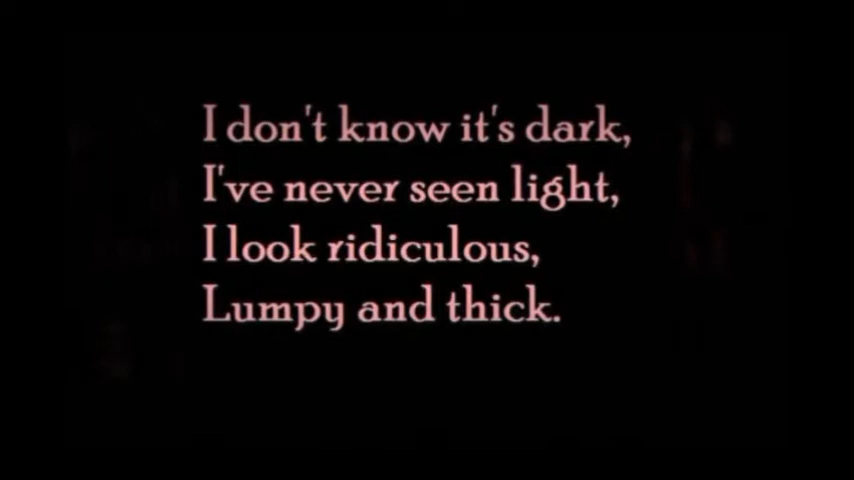 I don't know it's dark,
I've never seen light,
I look ridiculous,
Lumpy and thick.